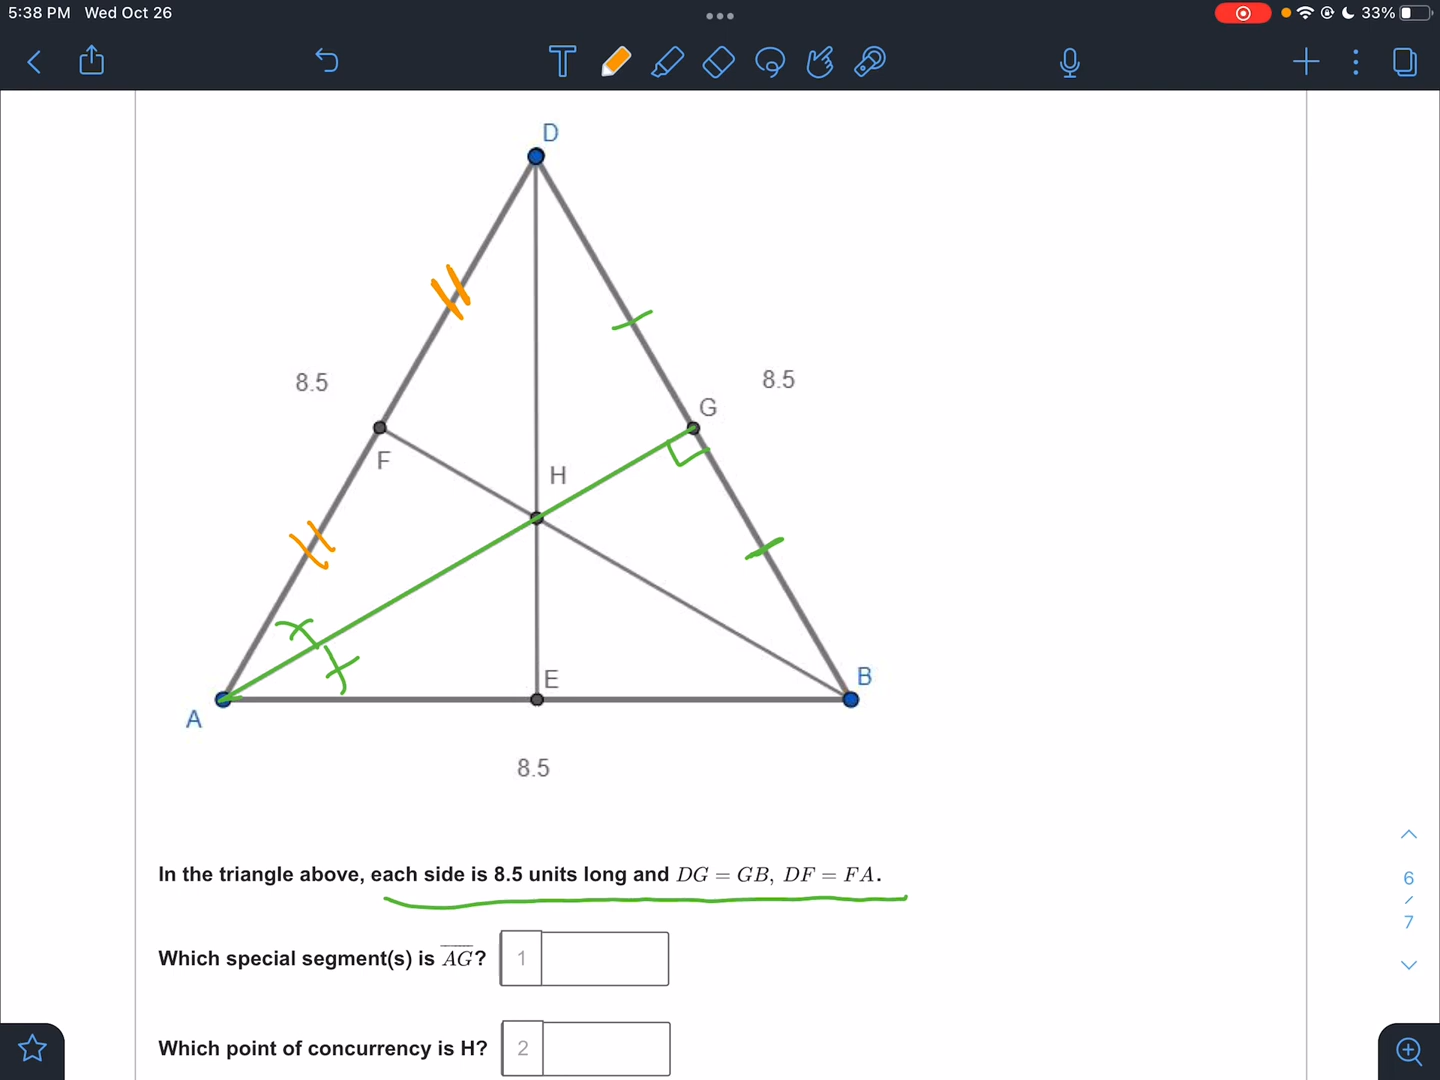 5:38 PM Wed Oct 26
33%
T
D
8.5
8.5
G
F
H
E
B
A
8.5
In the triangle above, each side is 8.5 units long and DG = GB, DF = FA.
6
/
7
Which special segment(s) is AG? 1
Which point of concurrency is H? 2